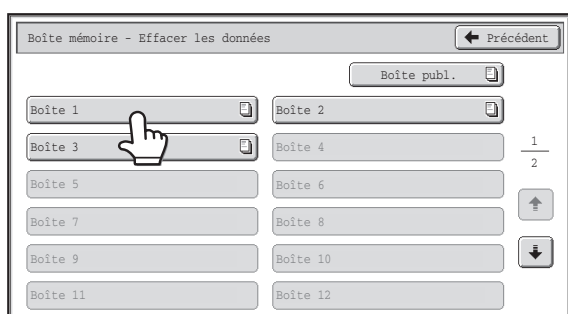 Boîte mémoire - Effacer les données
Précédent
Boîte publ.
Boîte 1
Boîte 2
Boîte 3
Boîte 4
1
2
Boîte 5
Boîte 6
Boîte 7
Boîte 8
Boîte 9
Boîte 10
Boîte 11
Boîte 12